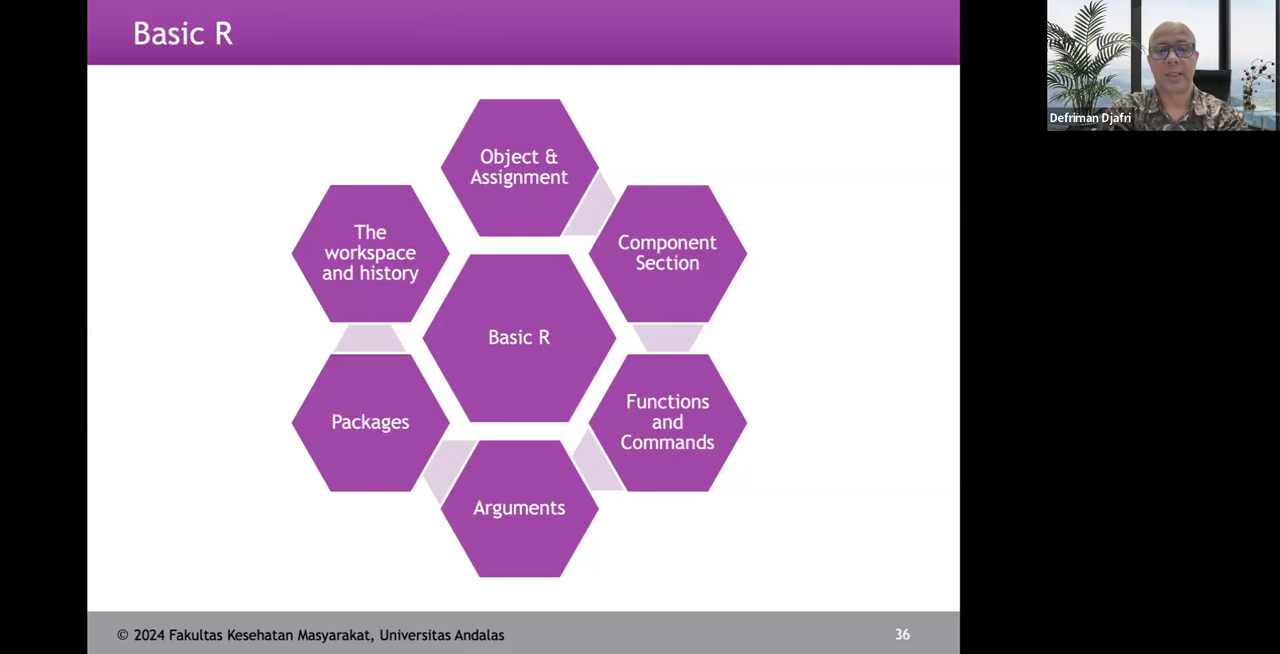 Basic R
Defriman Djafri
Object &
Assignment
The
workspace
and history
Component
Section
Basic R
Packages
Functions
and
Commands
Arguments
© 2024 Fakultas Kesehatan Masyarakat, Universitas Andalas
36